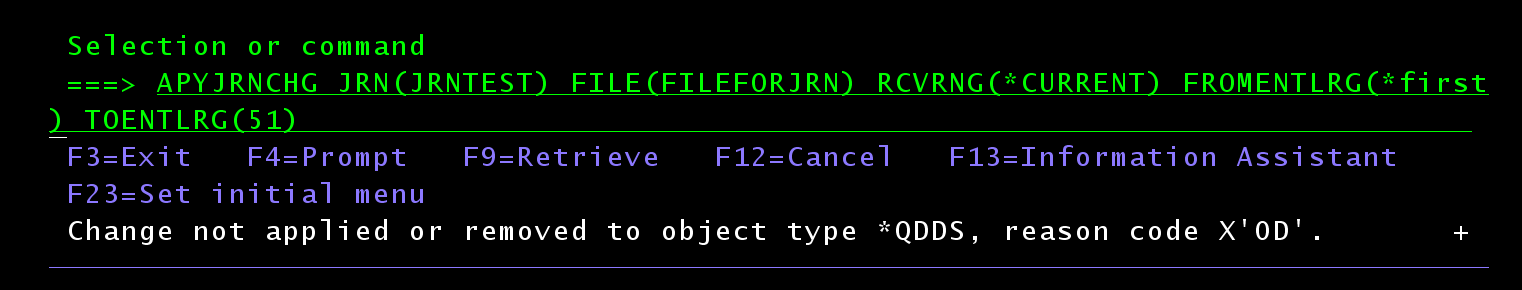 Selection or command
===> APYJRNCHG JRN(JRNTEST) FILE(FILEFORJRN) RCVRNG(*CURRENT) FROMENTLRG(*first
) TOENTLRG(51)
F3=Exit   F4=Prompt   F9=Retrieve   F12=Cancel   F13=Information Assistant
F23=Set initial menu
Change not applied or removed to object type *QDDS, reason code X'0D'.       +